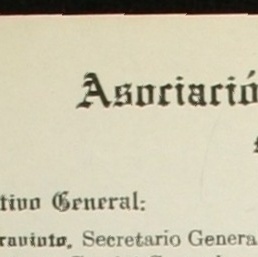 Asociació
tivo General:
ravinto, Secretario Genera